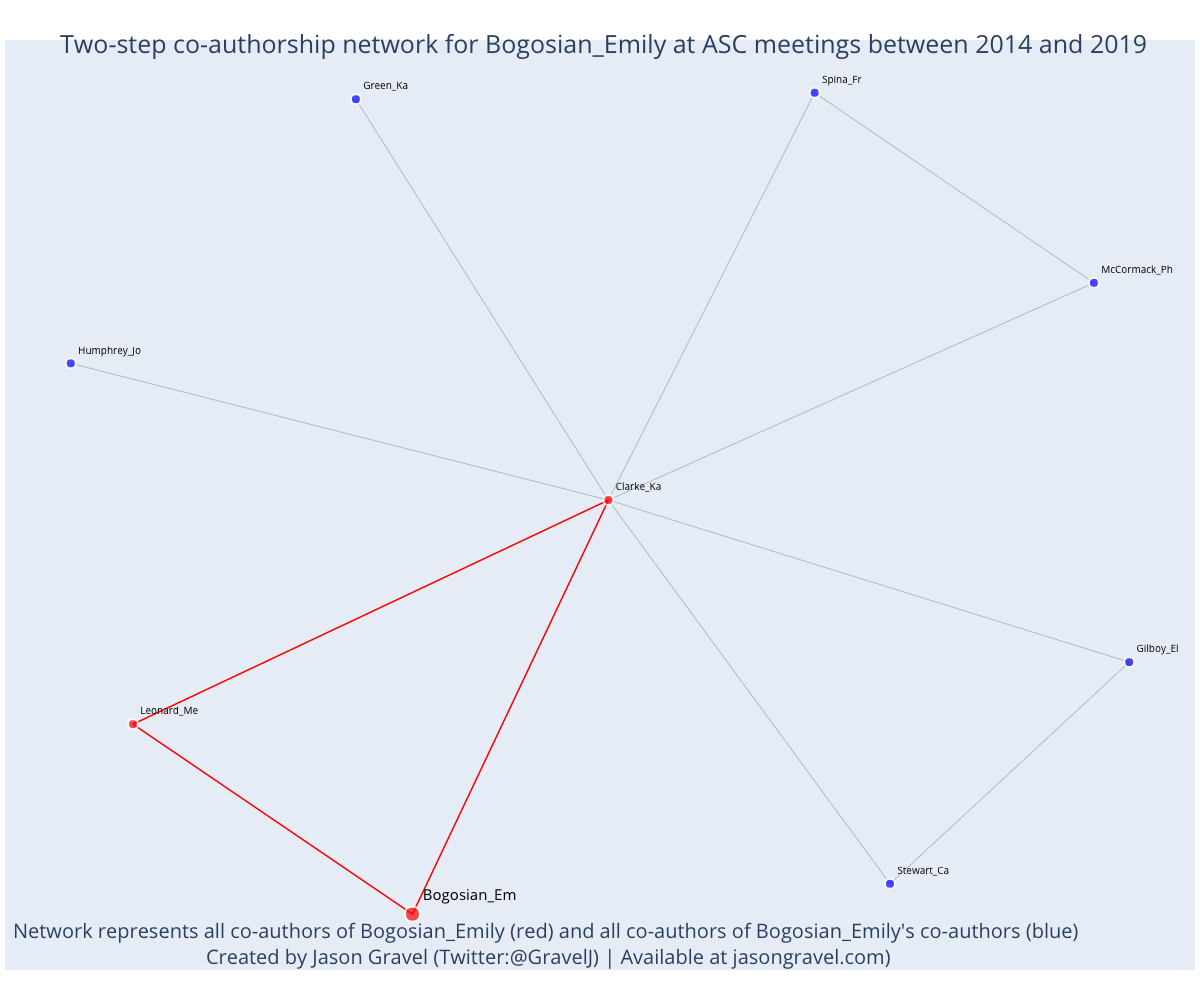 Two-step co-authorship network for Bogosian_Emily at ASC meetings between 2014 and 2019
Spina_Fr
Green_Ka
McCormack_Ph
Humphrey_Jo
Clarke_Ka
Gilboy_El
Leonard_Me
Stewart_Ca
Bogosian_Em
Network represents all co-authors of Bogosian_Emily (red) and all co-authors of Bogosian_Emily's co-authors (blue)
Created by Jason Gravel (Twitter:@GravelJ) | Available at jasongravel.com)